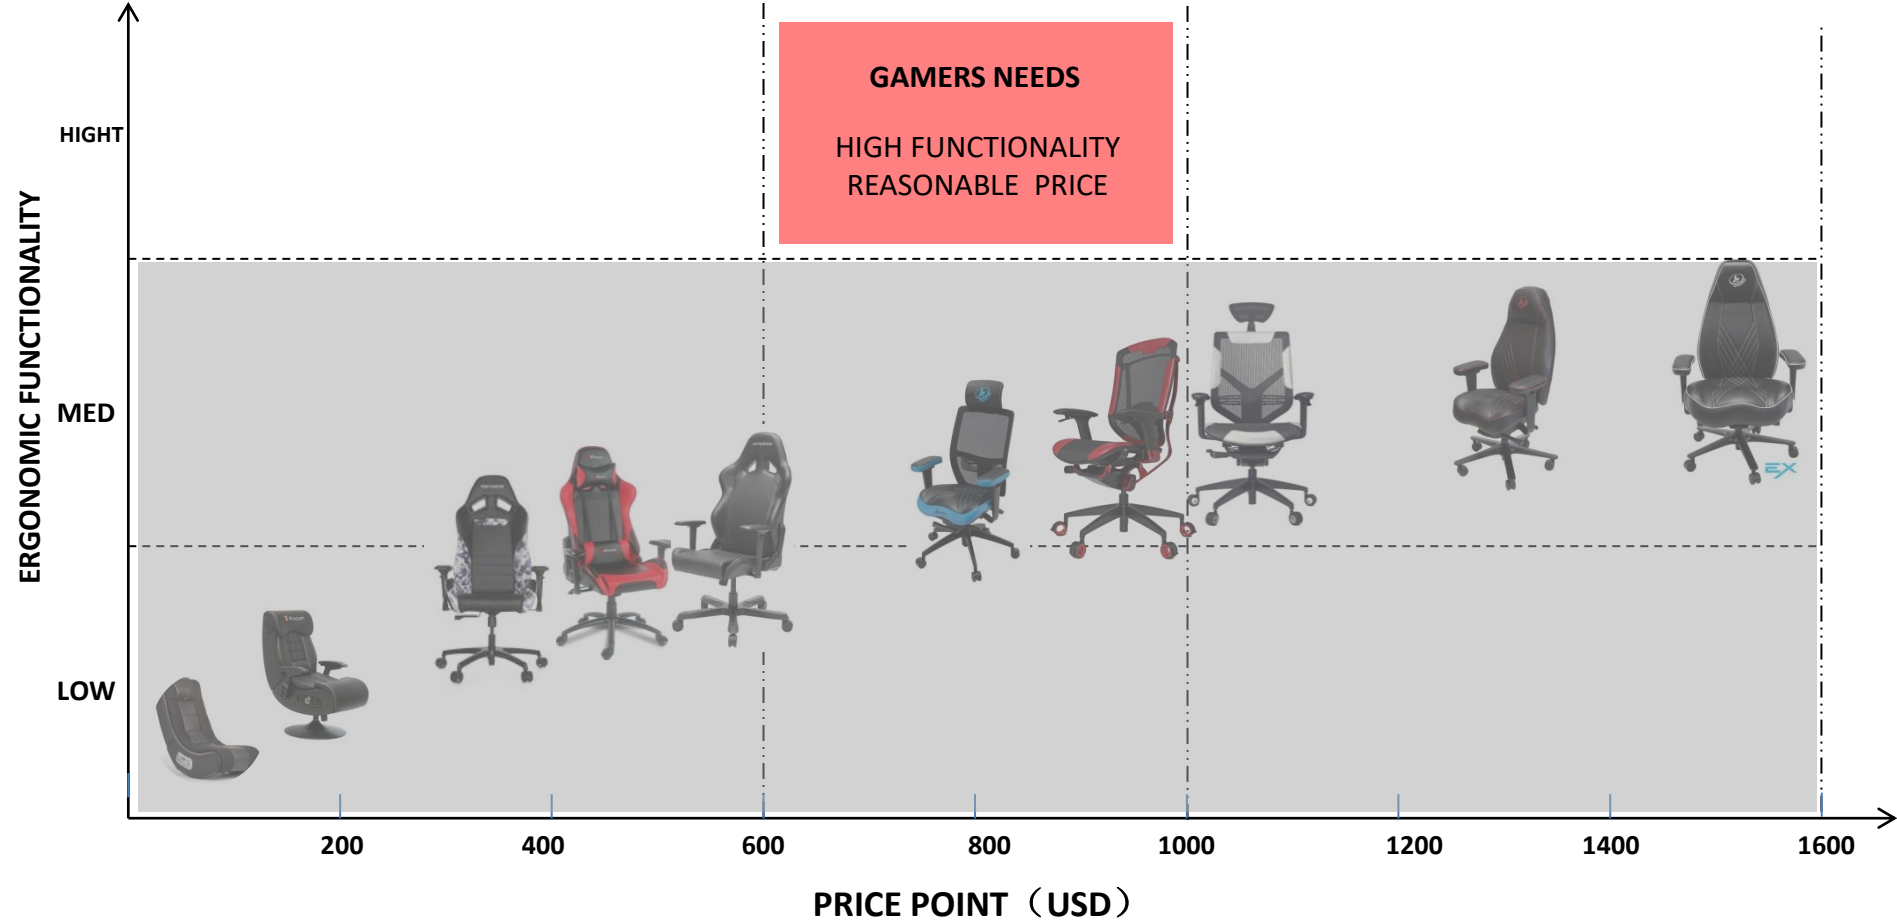 GAMERS NEEDS
HIGH FUNCTIONALITY
REASONABLE PRICE
HIGHT
MED
LOW
ERGONOMIC FUNCTIONALITY
EX
200 400 600 800 1000 1200 1400 1600
PRICE POINT（USD）